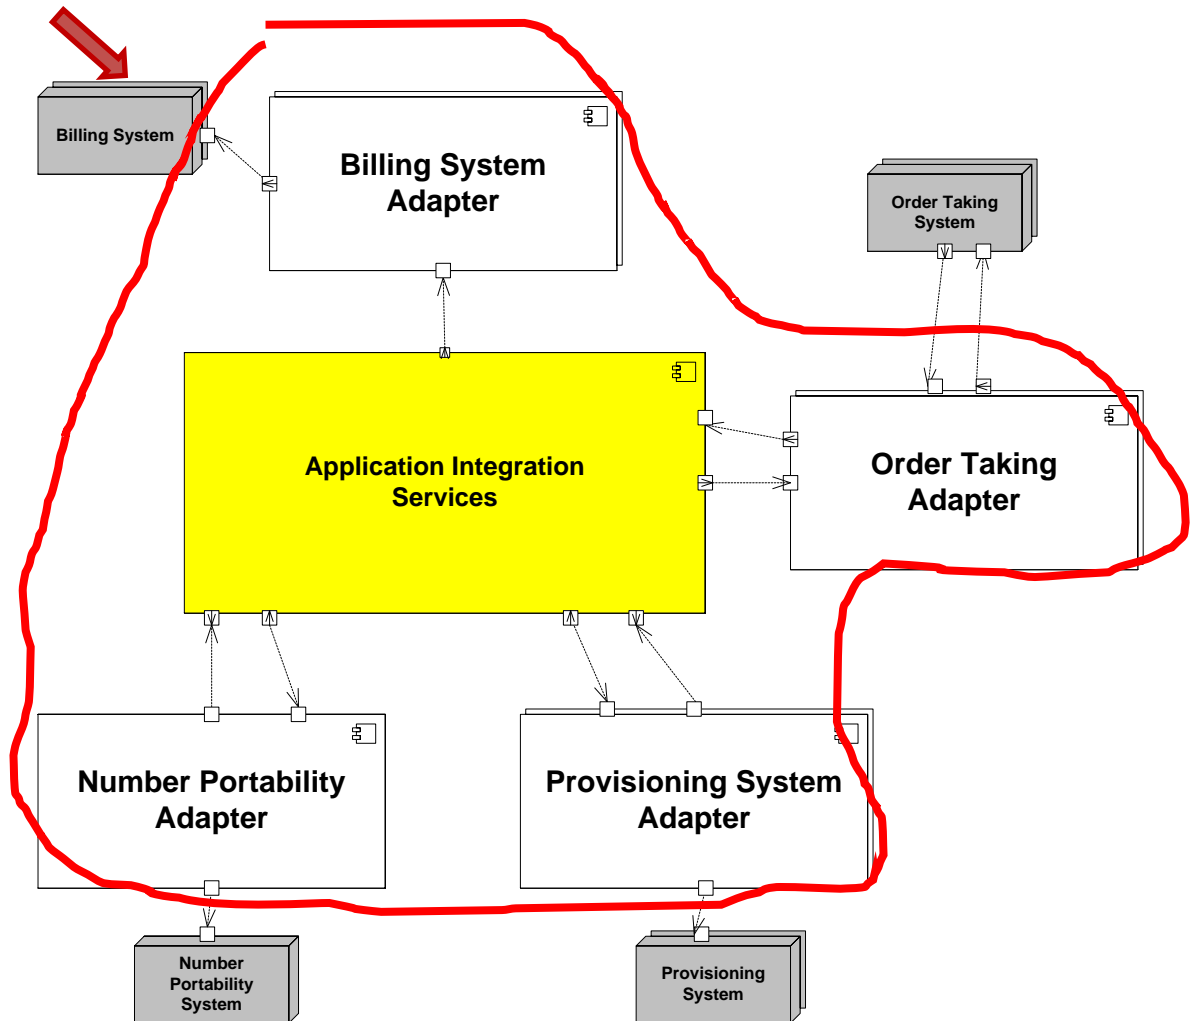 Billing System
Billing System
Adapter
Order Taking
System
Application Integration
Services
Order Taking
Adapter
Number Portability
Adapter
Provisioning System
Adapter
Number
Portability
System
Provisioning
System